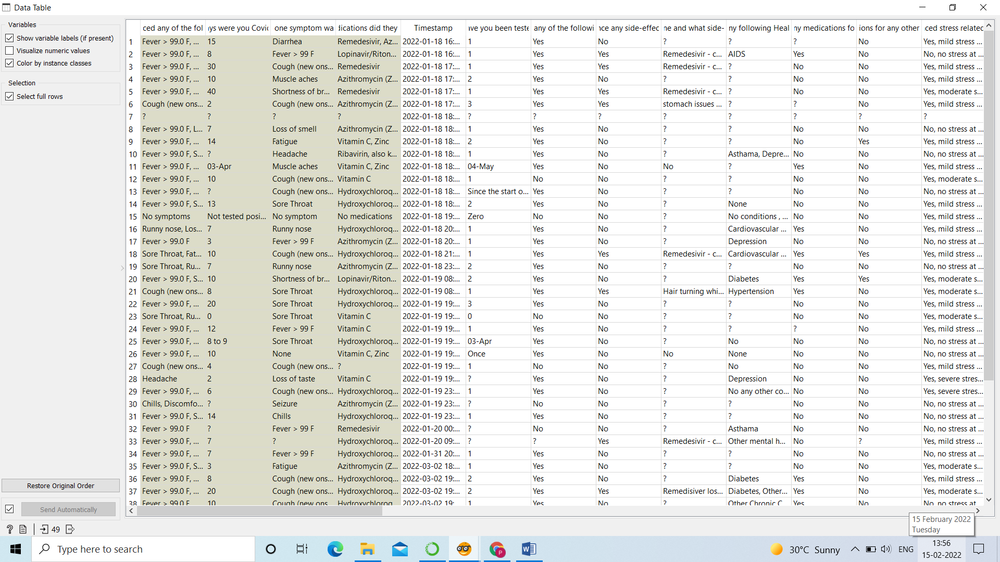 Data Table
Variables
Show variable labels (if present)
Visualize numeric values
Color by instance classes
Selection
Select full rows
Restore Original Order
Send Automatically
49
ced any of the fol ys were you Covi one symptom wa dications did they Timestamp ave you been teste any of the followi nce any side-effec ne and what side- ny following Heal ny medications fo ions for any other ced stress related
1 Fever > 99.0 F, ... 15 Diarrhea Remedesivir, Az... 2022-01-18 16:... 1 Yes No ? ? ? No Yes, mild stress ...
2 Fever > 99.0 F, ... 8 Fever > 99 F Lopinavir/Riton... 2022-01-18 16:... 1 Yes Yes Remedesivir - c... AIDS Yes No No, no stress at ...
3 Fever > 99.0 F, ... 30 Cough (new ons... Remedesivir 2022-01-18 17:... 1 Yes Yes Remedesivir - c... ? No No Yes, mild stress ...
4 Fever > 99.0 F, ... 10 Muscle aches Azithromycin (Z... 2022-01-18 17:... 2 Yes No ? ? No No Yes, mild stress ...
5 Fever > 99.0 F, ... 40 Shortness of br... Remedesivir 2022-01-18 17:... 1 Yes Yes Remedesivir - c... ? No No Yes, moderate s...
6 Cough (new ons... 2 Cough (new ons... Azithromycin (Z... 2022-01-18 17:... 3 Yes Yes stomach issues ... ? ? No Yes, mild stress ...
7 ? ? ? ? 2022-01-18 18:... ? ? ? ? ? ? ? ?
8 Fever > 99.0 F, L... 7 Loss of smell Azithromycin (Z... 2022-01-18 18:... 1 Yes No ? ? No No No, no stress at ...
9 Fever > 99.0 F, ... 14 Fatigue Vitamin C, Zinc 2022-01-18 18:... 2 Yes No ? ? No Yes Yes, mild stress ...
10 Fever > 99.0 F, S... ? Headache Ribavirin, also k... 2022-01-18 18:... 1 Yes No ? Asthama, Depre... No No No, no stress at ...
11 Fever > 99.0 F, ... 03-Apr Muscle aches Vitamin C, Zinc 2022-01-18 18:... 04-May Yes No No ? Yes No Yes, mild stress ...
12 Fever > 99.0 F, ... 10 Cough (new ons... Vitamin C 2022-01-18 18:... 1 No No ? ? No No Yes, moderate s...
13 Fever > 99.0 F, ... ? Cough (new ons... Hydroxychloroq... 2022-01-18 18:... Since the start o... Yes No ? ? No No No, no stress at ...
14 Fever > 99.0 F, S... 13 Sore Throat Hydroxychloroq... 2022-01-18 18:... 2 Yes No ? None No No Yes, mild stress ...
15 No symptoms Not tested posi... No symptom No medications 2022-01-18 19:... Zero No No ? No conditions , ... No No Yes, mild stress ...
16 Runny nose, Los... 7 Runny nose Hydroxychloroq... 2022-01-18 20:... 1 Yes No ? Cardiovascular ... Yes No Yes, mild stress ...
17 Fever > 99.0 F 3 Fever > 99 F Azithromycin (Z... 2022-01-18 20:... 1 Yes No ? Depression No No No, no stress at ...
18 Sore Throat, Fat... 10 Cough (new ons... Hydroxychloroq... 2022-01-18 21:... 1 Yes Yes Remedesivir - c... Cardiovascular ... Yes Yes Yes, mild stress ...
19 Sore Throat, Ru... 7 Runny nose Azithromycin (Z... 2022-01-18 23:... 2 Yes No ? ? No No No, no stress at ...
20 Fever > 99.0 F, S... 10 Shortness of br... Lopinavir/Riton... 2022-01-19 08:... 2 Yes No ? Diabetes Yes Yes Yes, moderate s...
21 Cough (new ons... 8 Sore Throat Hydroxychloroq... 2022-01-19 08:... 1 Yes Yes Hair turning whi... Hypertension Yes No Yes, moderate s...
22 Fever > 99.0 F, ... 20 Sore Throat Hydroxychloroq... 2022-01-19 19:... 3 Yes No ? ? No No Yes, mild stress ...
23 Sore Throat, Ru... 0 Sore Throat Vitamin C 2022-01-19 19:... 0 No No ? ? No No Yes, moderate s...
24 Fever > 99.0 F, ... 12 Fever > 99 F Vitamin C 2022-01-19 19:... 1 Yes No ? ? ? No Yes, mild stress ...
25 Fever > 99.0 F, ... 8 to 9 Sore Throat Hydroxychloroq... 2022-01-19 19:... 03-Apr Yes No ? No No No No, no stress at ...
26 Fever > 99.0 F, ... 10 None Vitamin C, Zinc 2022-01-19 19:... Once Yes No No None No No No, no stress at ...
27 Cough (new ons... 4 Cough (new ons... ? 2022-01-19 19:... 1 No No ? No No No Yes, mild stress ...
28 Headache 2 Loss of taste Vitamin C 2022-01-19 19:... ? Yes No ? Depression No No Yes, severe stres...
29 Fever > 99.0 F, ... 6 Cough (new ons... Hydroxychloroq... 2022-01-19 23:... 1 Yes No ? No any other co... No No Yes, severe stres...
30 Chills, Discomfo... ? Seizure Azithromycin (Z... 2022-01-19 23:... ? No No ? ? No No No, no stress at ...
31 Fever > 99.0 F, S... 14 Chills Hydroxychloroq... 2022-01-19 23:... 1 Yes No ? ? No No No, no stress at ...
32 Fever > 99.0 F ? Fever > 99 F Remedesivir 2022-01-20 00:... ? No No ? Asthama No No No, no stress at ...
33 Fever > 99.0 F, ... 7 ? Hydroxychloroq... 2022-01-20 09:... ? ? Yes Remedesivir - c... Other mental h... No ? Yes, mild stress ...
34 Fever > 99.0 F, ... 7 Fever > 99 F Hydroxychloroq... 2022-01-31 20:... 1 Yes No ? ? No No No, no stress at ...
35 Fever > 99.0 F, S... 3 Fatigue Azithromycin (Z... 2022-03-02 18:... 1 Yes No ? ? No No Yes, moderate s...
36 Fever > 99.0 F, ... 8 Cough (new ons... Hydroxychloroq... 2022-03-02 19:... 2 Yes No ? Diabetes Yes No Yes, mild stress ...
37 Fever > 99.0 F, ... 20 Cough (new ons... Hydroxychloroq... 2022-03-02 19:... 2 Yes Yes Remedisiver los... Diabetes, Other... Yes No Yes, moderate s...
38 Fever > 99.0 F 10 Cough (new ons Hydroxychloroq 2022-03-02 19: 1 Yes No ? Other Chronic C Yes No No, no stress at
15 February 2022
Tuesday
Type here to search
30°C Sunny
ENG
13:56
15-02-2022